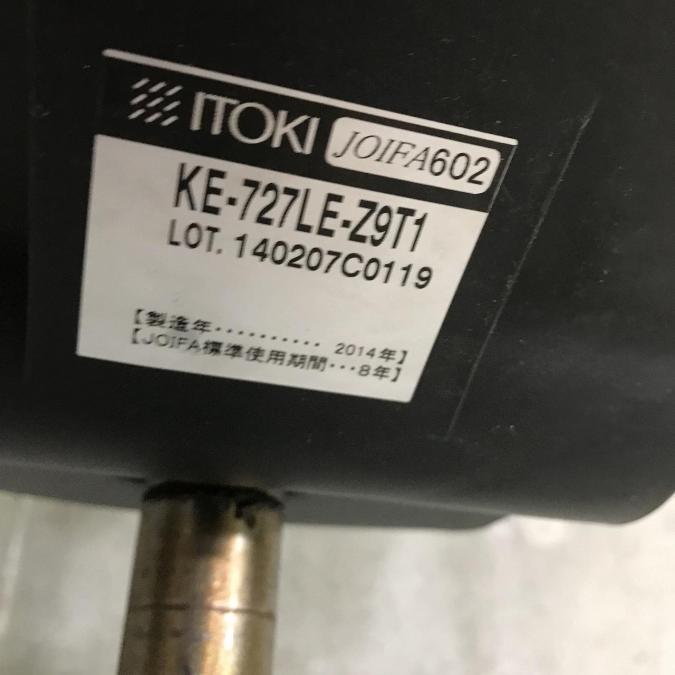 ITOKI JOIFA602
KE-727LE-Z9T1
LOT. 140207C0119
【製造年・・・・・・・・・・ 2014年】
【JOIFA標準使用期間・・・8年】